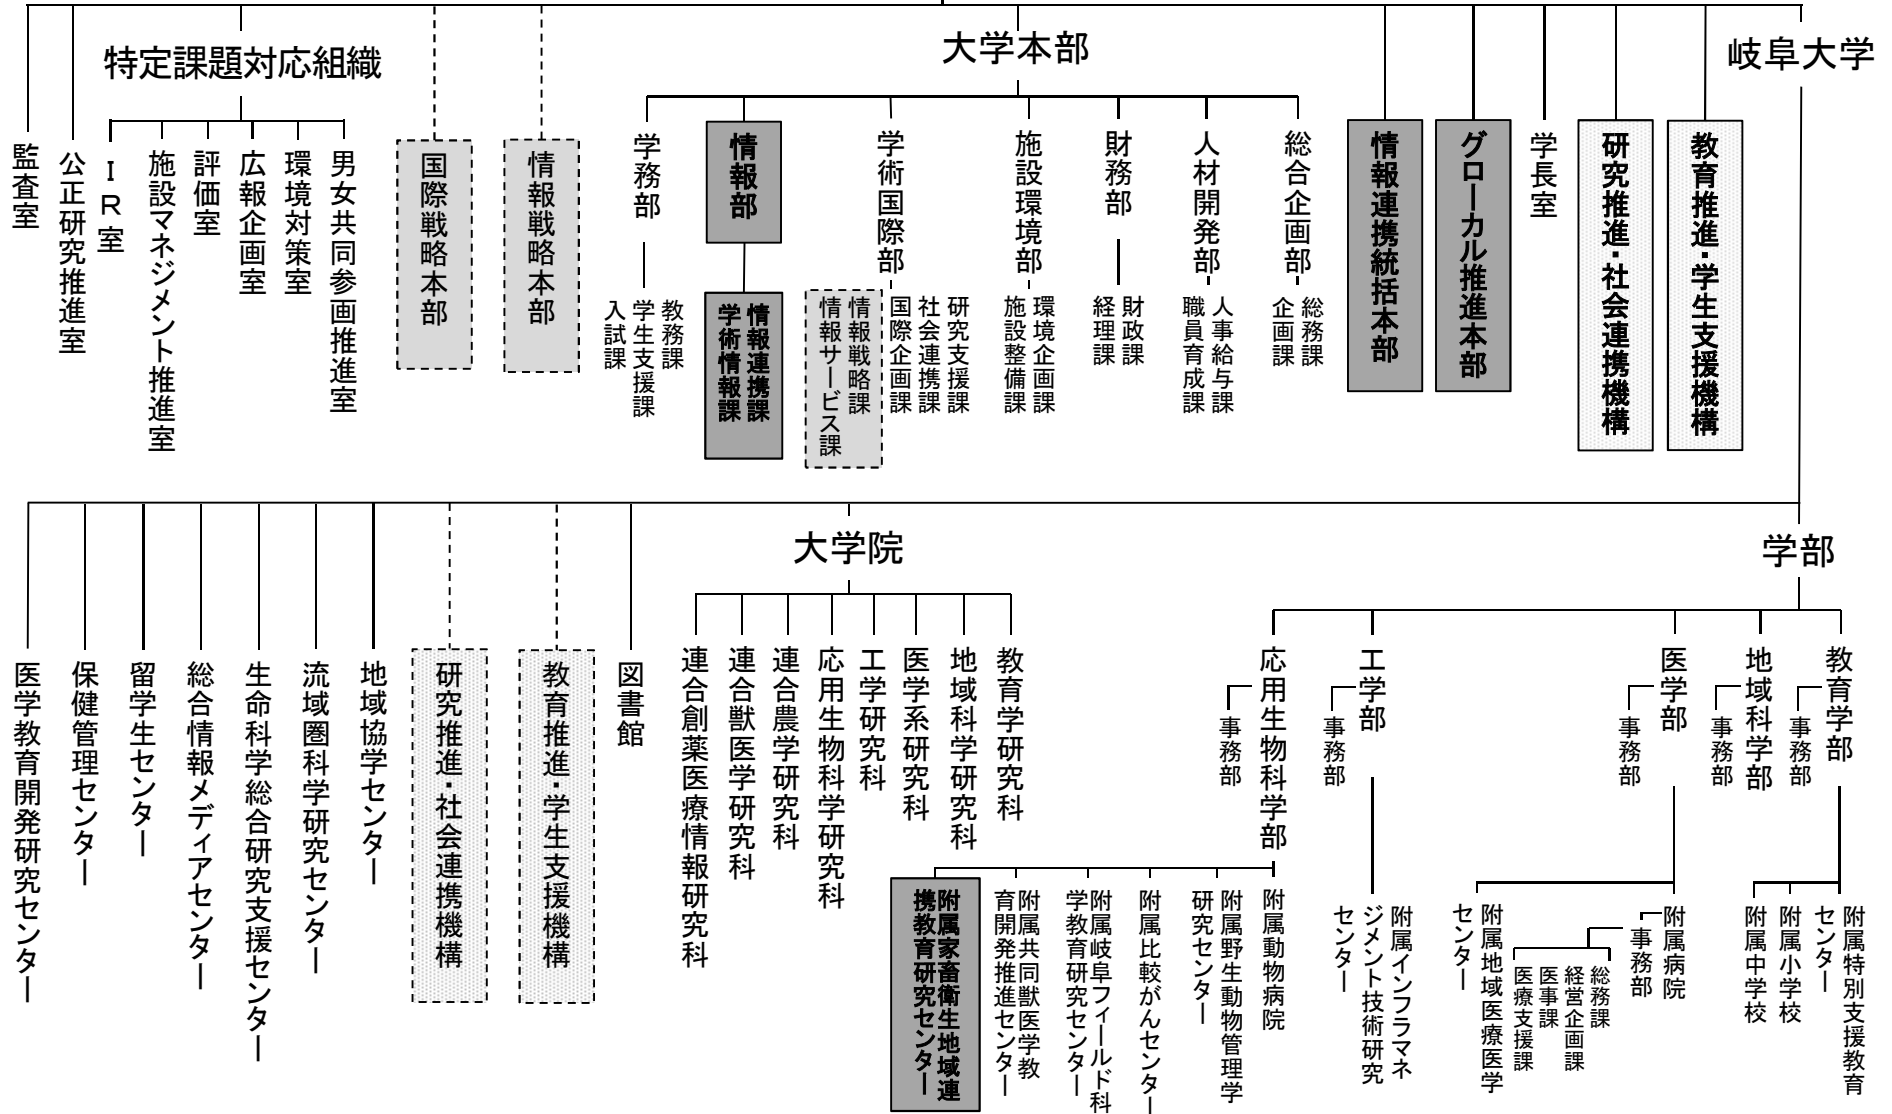 岐阜大学
大学本部
特定課題対応組織
教育推進・学生支援機構
研究推進・社会連携機構
学長室
グローカル推進本部
情報連携統括本部
総合企画部
総務課
企画課
人材開発部
人事給与課
職員育成課
財務部
財政課
経理課
施設環境部
環境企画課
施設整備課
学術国際部
研究支援課
社会連携課
国際企画課
情報戦略課
情報サービス課
情報部
情報連携課
学術情報課
学務部
教務課
学生支援課
入試課
情報戦略本部
国際戦略本部
男女共同参画推進室
環境対策室
広報企画室
評価室
施設マネジメント推進室
ＩＲ室
公正研究推進室
監査室
学部
教育学部
事務部
附属特別支援教育
センター
附属小学校
附属中学校
地域科学部
事務部
医学部
事務部
附属病院
事務部
総務課
経営企画課
医事課
医療支援課
附属地域医療医学
センター
工学部
事務部
附属インフラマネ
ジメント技術研究
センター
応用生物科学部
事務部
附属動物病院
附属野生動物管理学
研究センター
附属比較がんセンター
附属岐阜フィールド科
学教育研究センター
附属共同獣医学教
育開発推進センター
附属家畜衛生地域連
携教育研究センター
大学院
教育学研究科
地域科学研究科
医学系研究科
工学研究科
応用生物科学研究科
連合農学研究科
連合獣医学研究科
連合創薬医療情報研究科
図書館
教育推進・学生支援機構
研究推進・社会連携機構
地域協学センター
流域圏科学研究センター
生命科学総合研究支援センター
総合情報メディアセンター
留学生センター
保健管理センター
医学教育開発研究センター